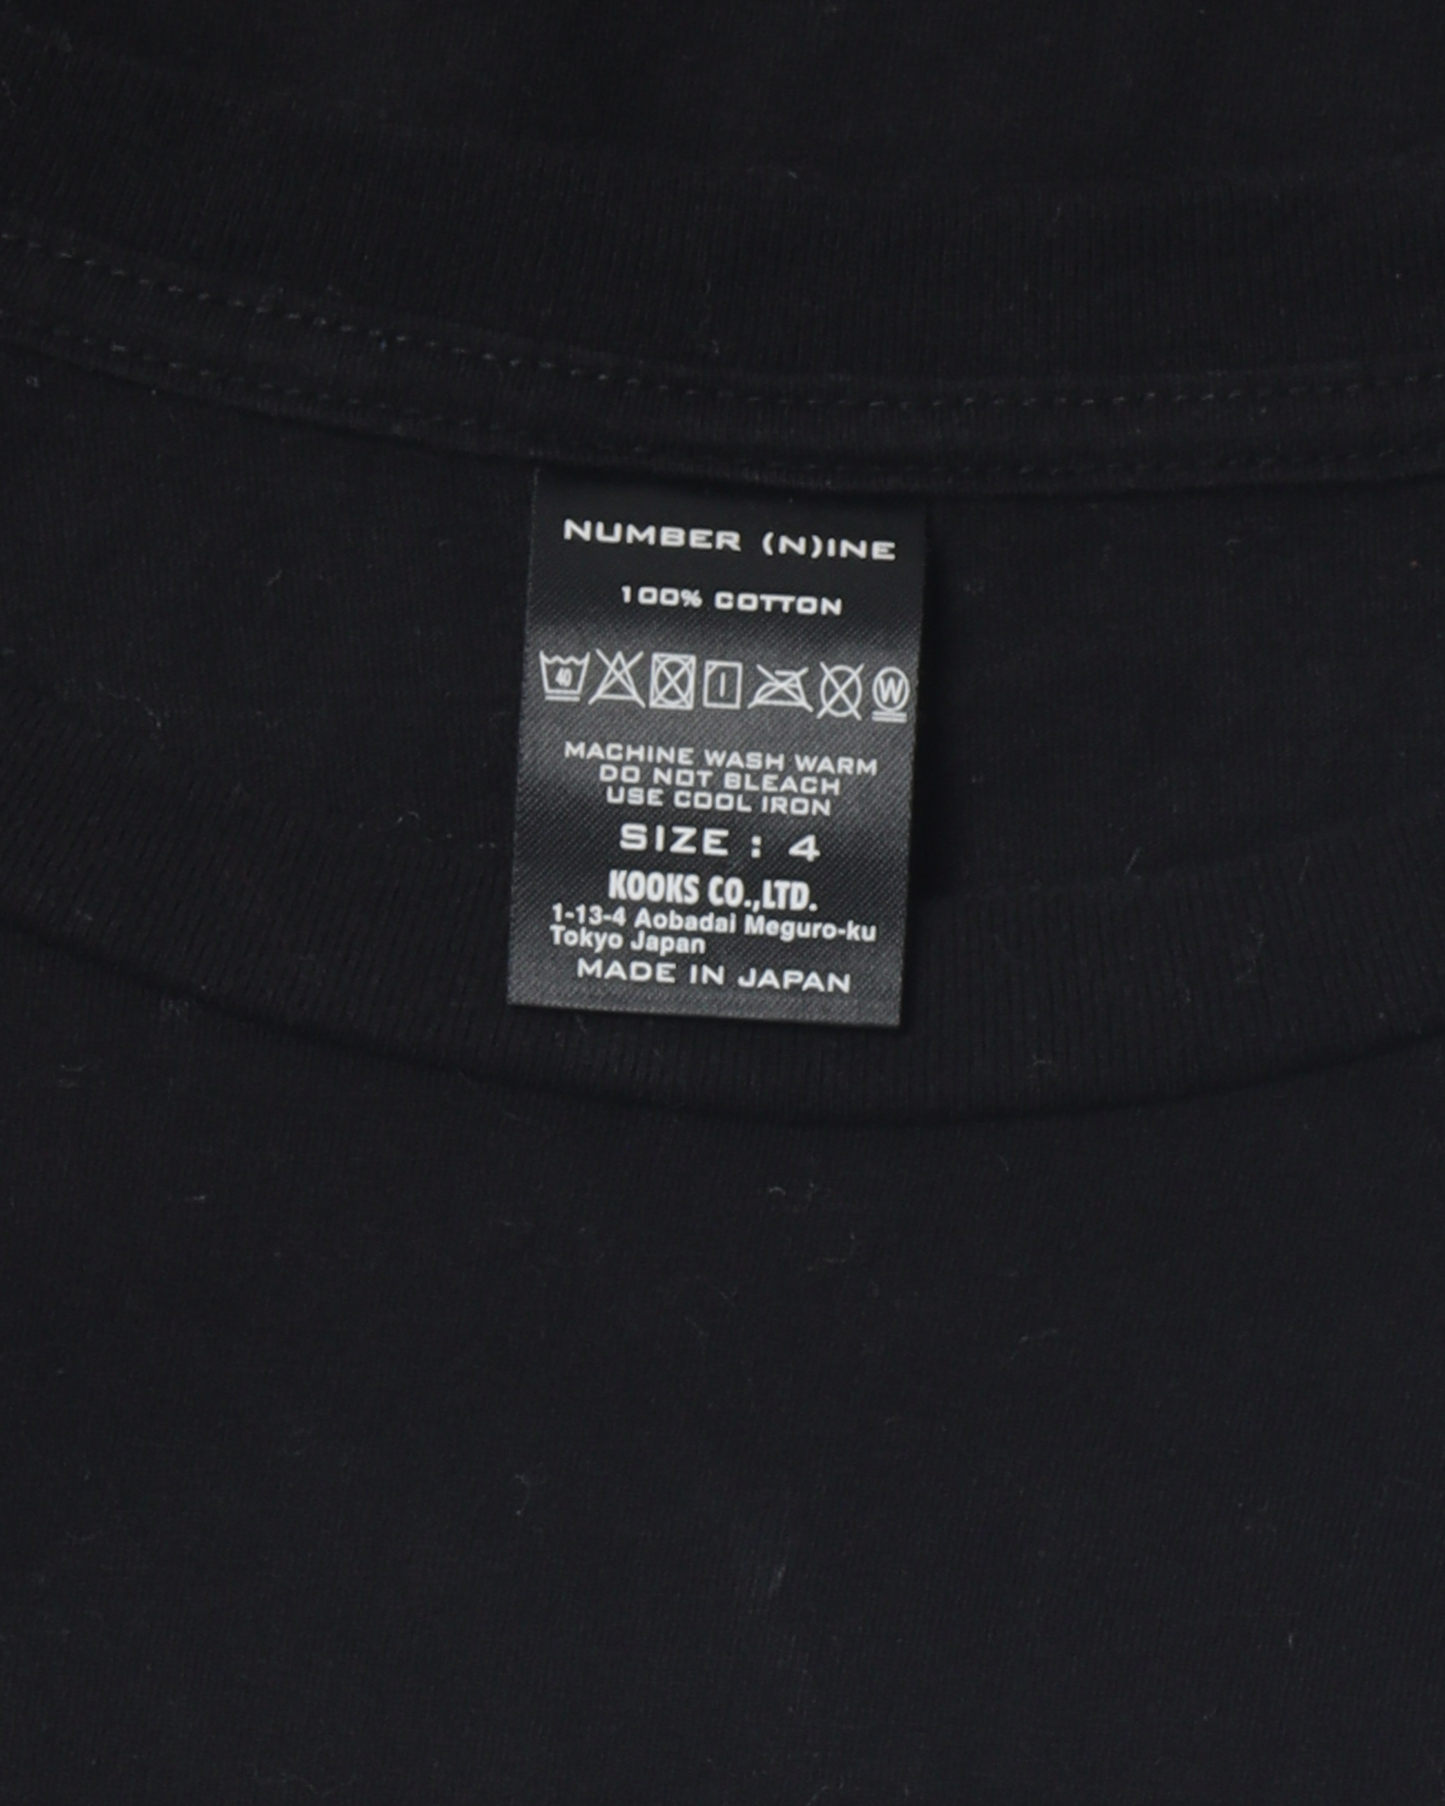 NUMBER (N)INE
100% COTTON
40 W
MACHINE WASH WARM
DO NOT BLEACH
USE COOL IRON
SIZE : 4
KOOKS CO.,LTD.
1-13-4 Aobadai Meguro-ku
Tokyo Japan
MADE IN JAPAN